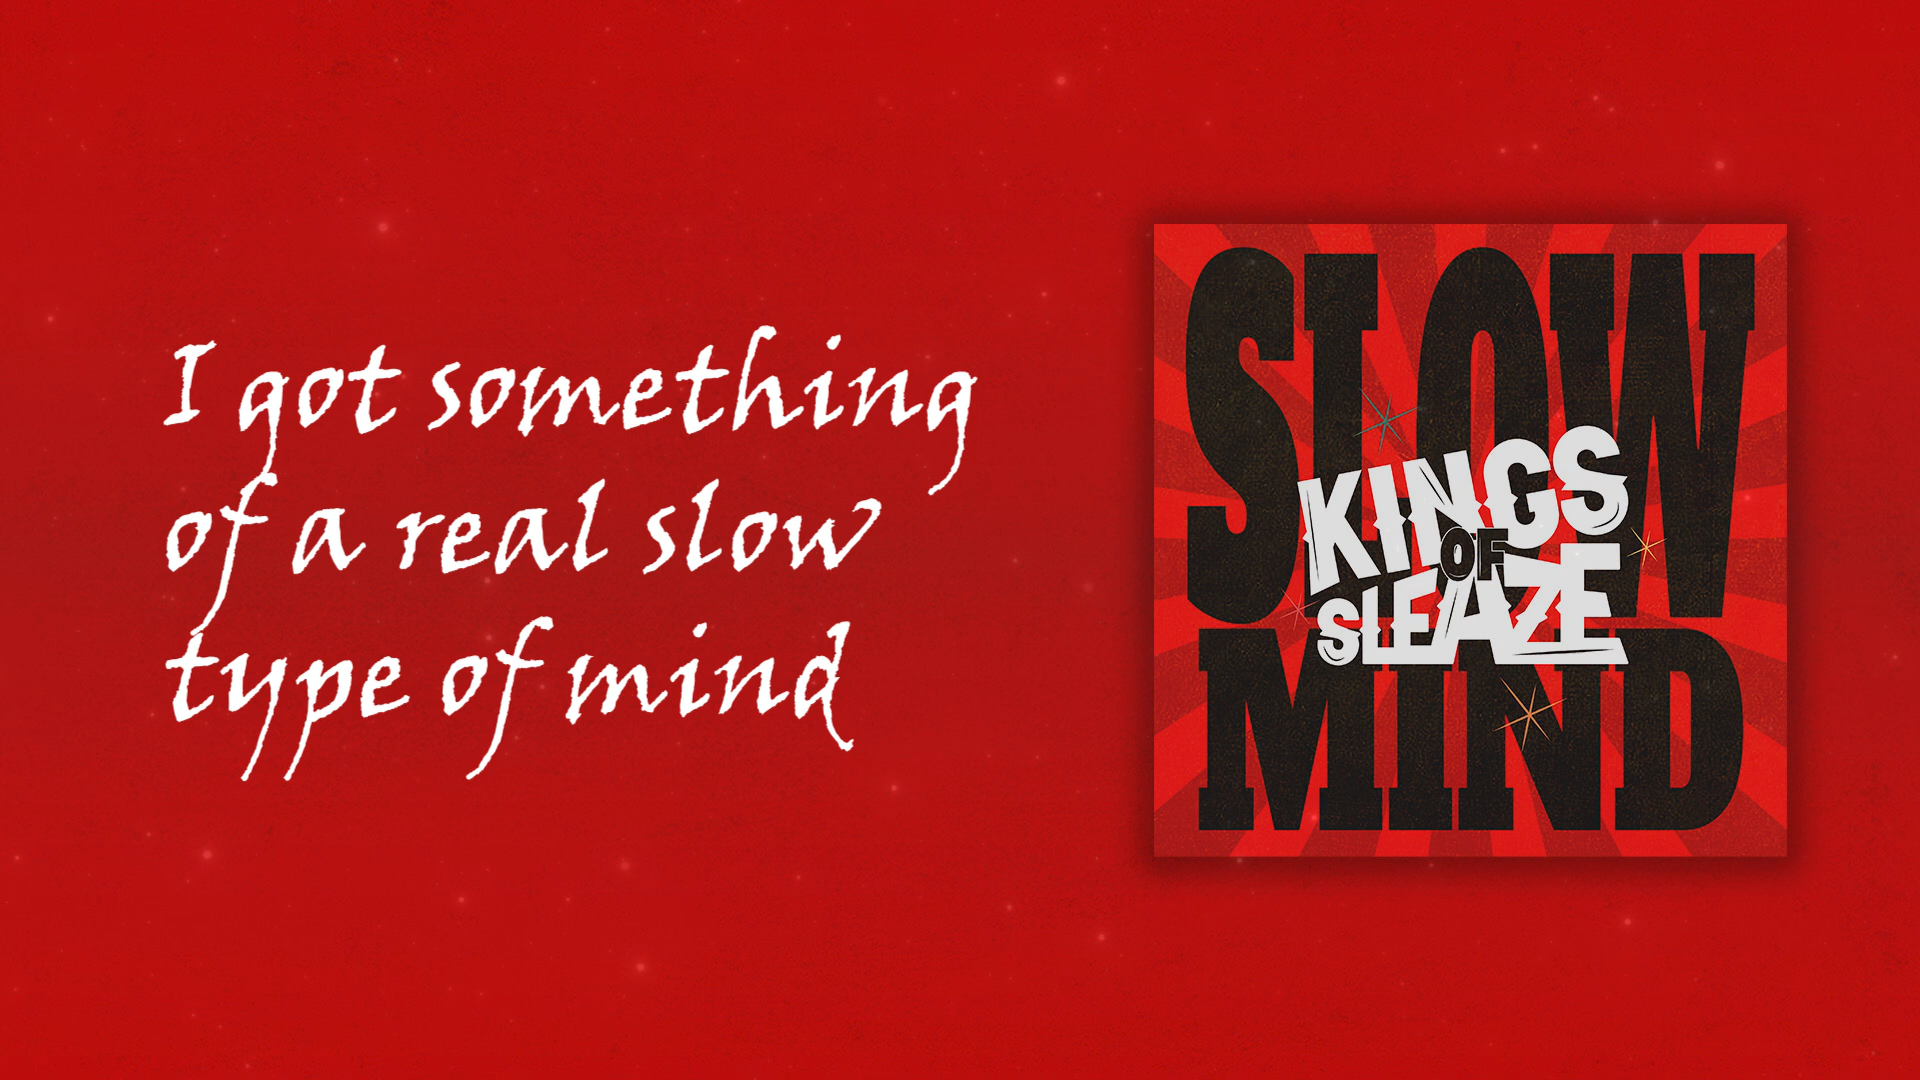 I got something
of a real slow
type of mind
SLOW
KINGS
OF
SLEAZE
MIND